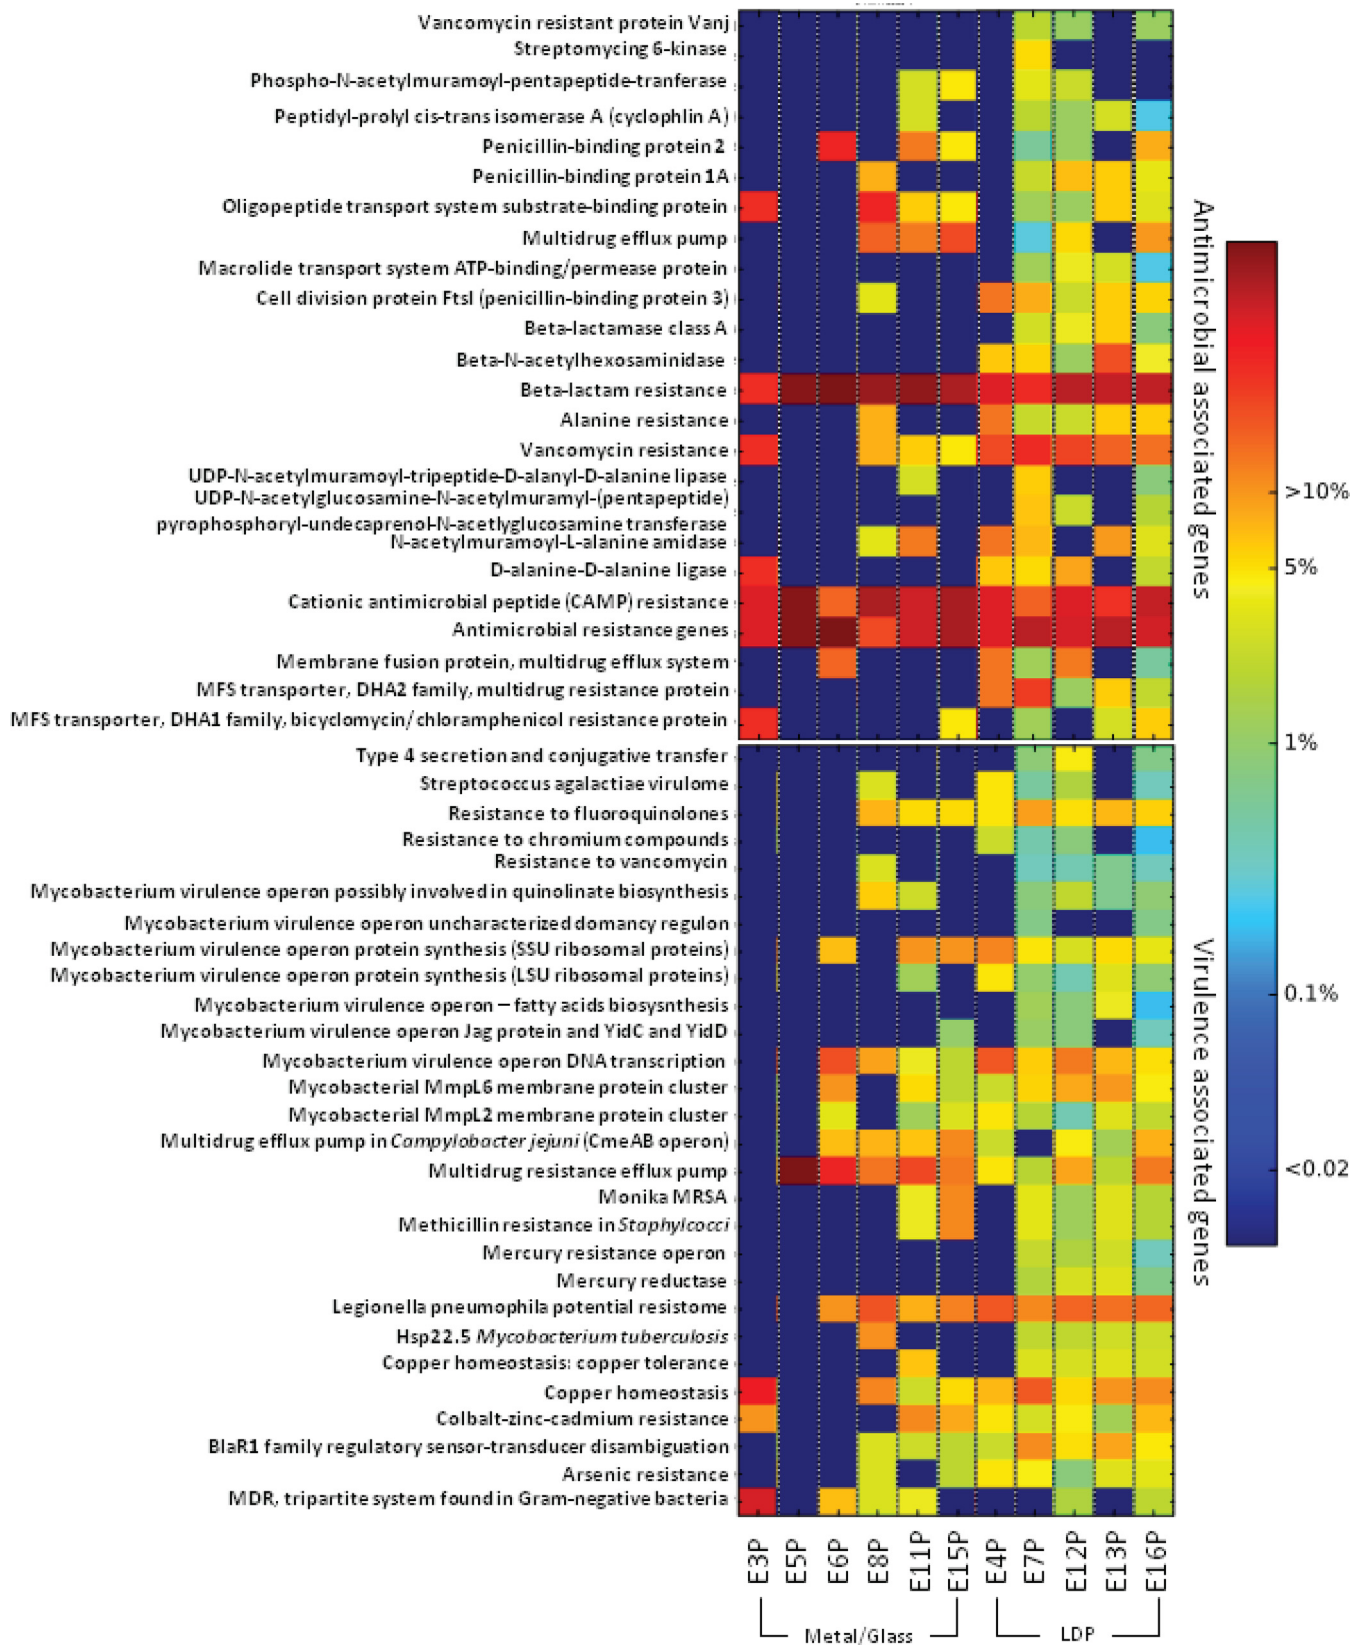 Vancomycin resistant protein Vanj
Streptomycing 6-kinase
Phospho-N-acetylmuramoyl-pentapeptide-tranferase
Peptidyl-prolyl cis-trans isomerase A (cyclophlin A)
Penicillin-binding protein 2
Penicillin-binding protein 1A
Oligopeptide transport system substrate-binding protein
Multidrug efflux pump
Macrolide transport system ATP-binding/permease protein
Cell division protein FtsI (penicillin-binding protein 3)
Beta-lactamase class A
Beta-N-acetylhexosaminidase
Beta-lactam resistance
Alanine resistance
Vancomycin resistance
UDP-N-acetylmuramoyl-tripeptide-D-alanyl-D-alanine lipase
UDP-N-acetylglucosamine-N-acetylmuramyl-(pentapeptide)
pyrophosphoryl-undecaprenol-N-acetlyglucosamine transferase
N-acetylmuramoyl-L-alanine amidase
D-alanine-D-alanine ligase
Cationic antimicrobial peptide (CAMP) resistance
Antimicrobial resistance genes
Membrane fusion protein, multidrug efflux system
MFS transporter, DHA2 family, multidrug resistance protein
MFS transporter, DHA1 family, bicyclomycin/chloramphenicol resistance protein
Antimicrobial associated genes
Type 4 secretion and conjugative transfer
Streptococcus agalactiae virulome
Resistance to fluoroquinolones
Resistance to chromium compounds
Resistance to vancomycin
Mycobacterium virulence operon possibly involved in quinolinate biosynthesis
Mycobacterium virulence operon uncharacterized domancy regulon
Mycobacterium virulence operon protein synthesis (SSU ribosomal proteins)
Mycobacterium virulence operon protein synthesis (LSU ribosomal proteins)
Mycobacterium virulence operon – fatty acids biosysnthesis
Mycobacterium virulence operon Jag protein and YidC and YidD
Mycobacterium virulence operon DNA transcription
Mycobacterial MmpL6 membrane protein cluster
Mycobacterial MmpL2 membrane protein cluster
Multidrug efflux pump in Campylobacter jejuni (CmeAB operon)
Multidrug resistance efflux pump
Monika MRSA
Methicillin resistance in Staphylcocci
Mercury resistance operon
Mercury reductase
Legionella pneumophila potential resistome
Hsp22.5 Mycobacterium tuberculosis
Copper homeostasis: copper tolerance
Copper homeostasis
Colbalt-zinc-cadmium resistance
BlaR1 family regulatory sensor-transducer disambiguation
Arsenic resistance
MDR, tripartite system found in Gram-negative bacteria
Virulence associated genes
>10%
5%
1%
0.1%
<0.02
E3P E5P E6P E8P E11P E15P E4P E7P E12P E13P E16P
Metal/Glass LDP